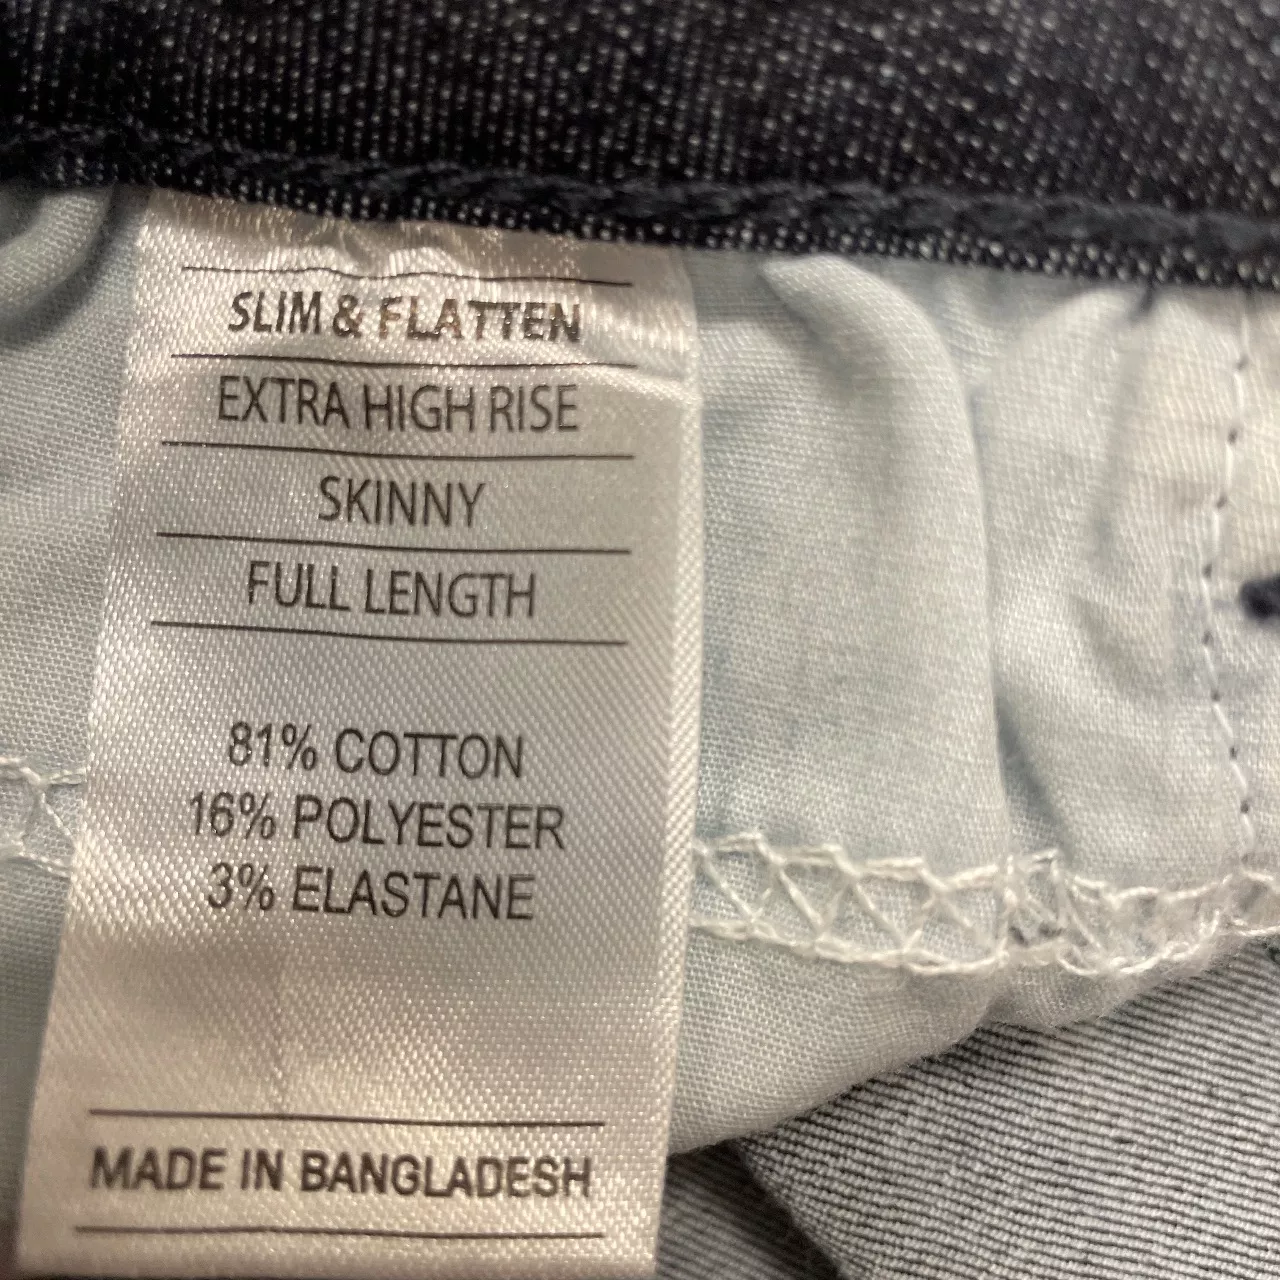 SLIM & FLATTEN
EXTRA HIGH RISE
SKINNY
FULL LENGTH
81% COTTON
16% POLYESTER
3% ELASTANE
MADE IN BANGLADESH